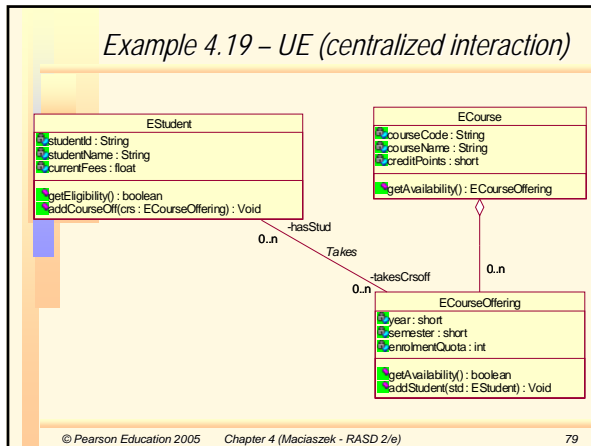 Example 4.19 – UE (centralized interaction)
EStudent
studentId : String
studentName : String
currentFees : float
getEligibility() : boolean
addCourseOff(crs : ECourseOffering) : Void
ECourse
courseCode : String
courseName : String
creditPoints : short
getAvailability() : ECourseOffering
-hasStud
0..n
Takes
-takesCrsoff
0..n
0..n
ECourseOffering
year : short
semester : short
enrolmentQuota : int
getAvailability() : boolean
addStudent(std : EStudent) : Void
© Pearson Education 2005 Chapter 4 (Maciaszek - RASD 2/e) 79